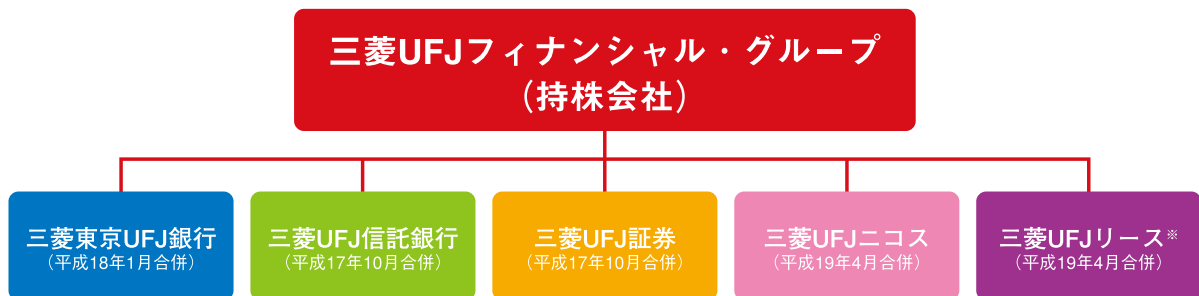 三菱UFJフィナンシャル・グループ
（持株会社）
三菱東京UFJ銀行
（平成18年1月合併）
三菱UFJ信託銀行
（平成17年10月合併）
三菱UFJ証券
（平成17年10月合併）
三菱UFJニコス
（平成19年4月合併）
三菱UFJリース※
（平成19年4月合併）